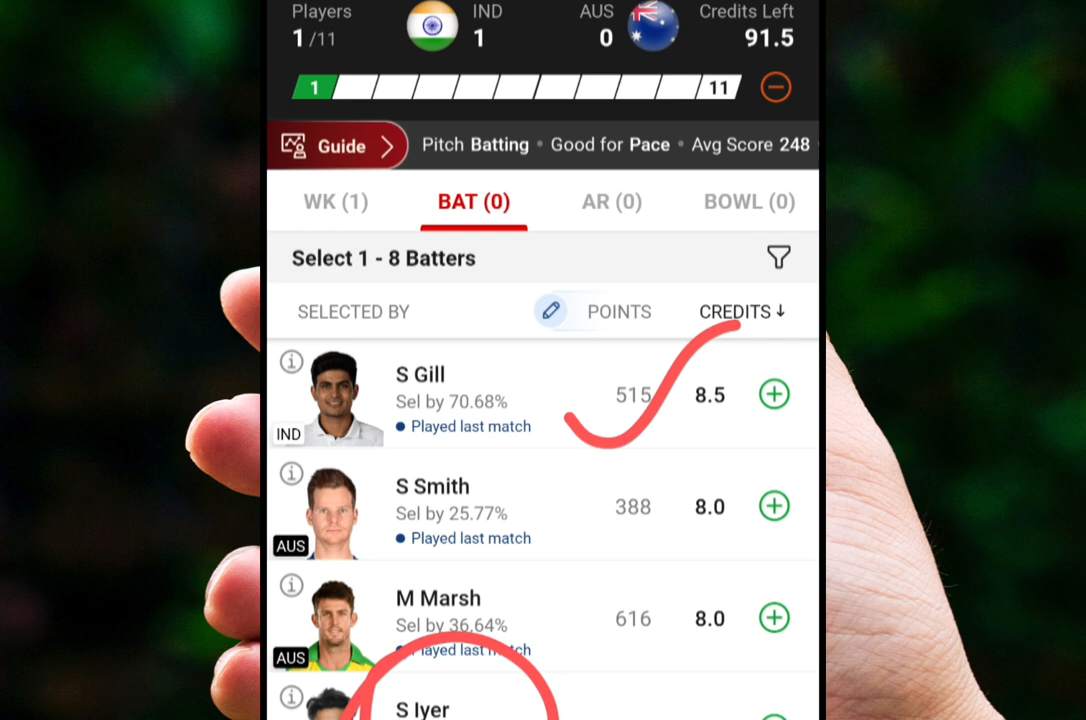 Players IND AUS Credits Left
1 /11 1 0 91.5
1 11
Guide Pitch Batting • Good for Pace • Avg Score 248
WK (1) BAT (0) AR (0) BOWL (0)
Select 1 - 8 Batters
SELECTED BY POINTS CREDITS ↓
S Gill
Sel by 70.68% 515 8.5
IND • Played last match
S Smith
Sel by 25.77% 388 8.0
AUS • Played last match
M Marsh
Sel by 36.64% 616 8.0
AUS • Played last match
S Iyer